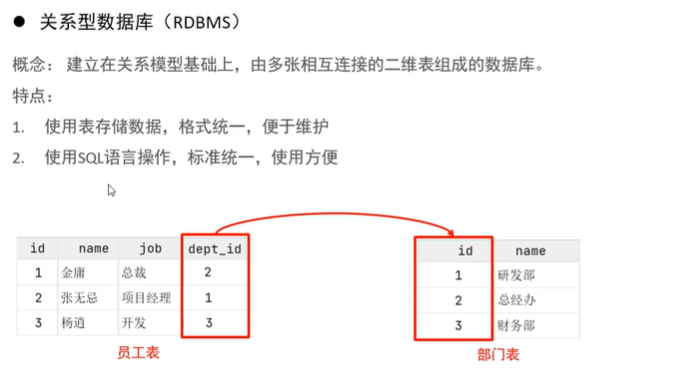 ● 关系型数据库（RDBMS）
概念： 建立在关系模型基础上，由多张相互连接的二维表组成的数据库。
特点：
1. 使用表存储数据，格式统一，便于维护
2. 使用SQL语言操作，标准统一，使用方便
id name job dept_id
1 金庸 总裁 2
2 张无忌 项目经理 1
3 杨逍 开发 3
员工表
id name
1 研发部
2 总经办
3 财务部
部门表